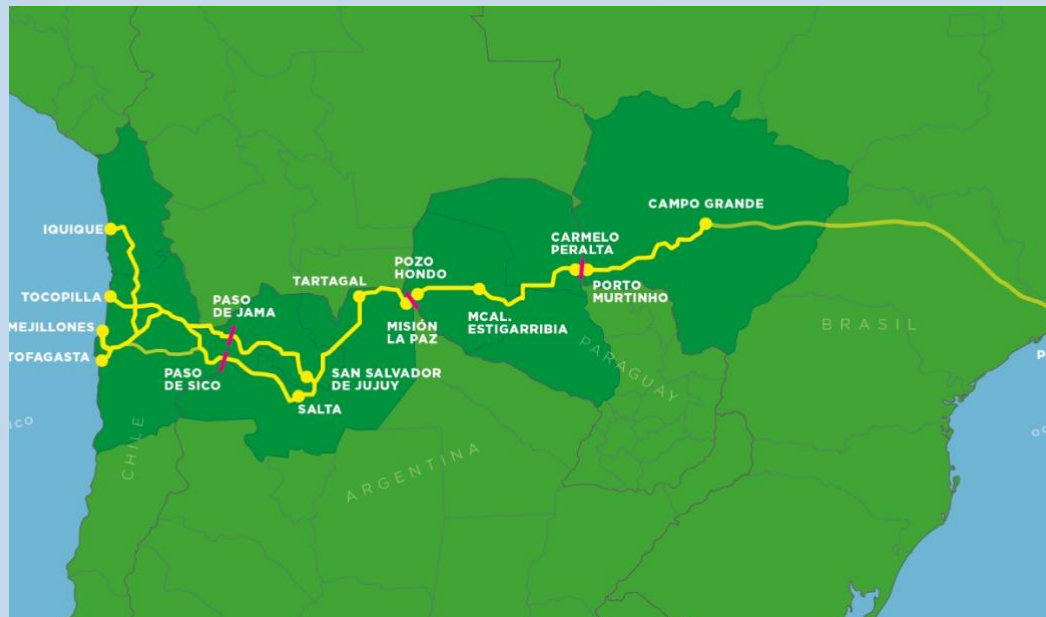 IQUIQUE
TOCOPILLA
MEJILLONES
TOFAGASTA
PASO
DE JAMA
PASO
DE SICO
TARTAGAL
SAN SALVADOR
DE JUJUY
SALTA
POZO
HONDO
MISIÓN
LA PAZ
MCAL.
ESTIGARRIBIA
CARMELO
PERALTA
PORTO
MURTINHO
CAMPO GRANDE
BRASIL
PARAGUAY
ARGENTINA
CHILE
ICO
P
O